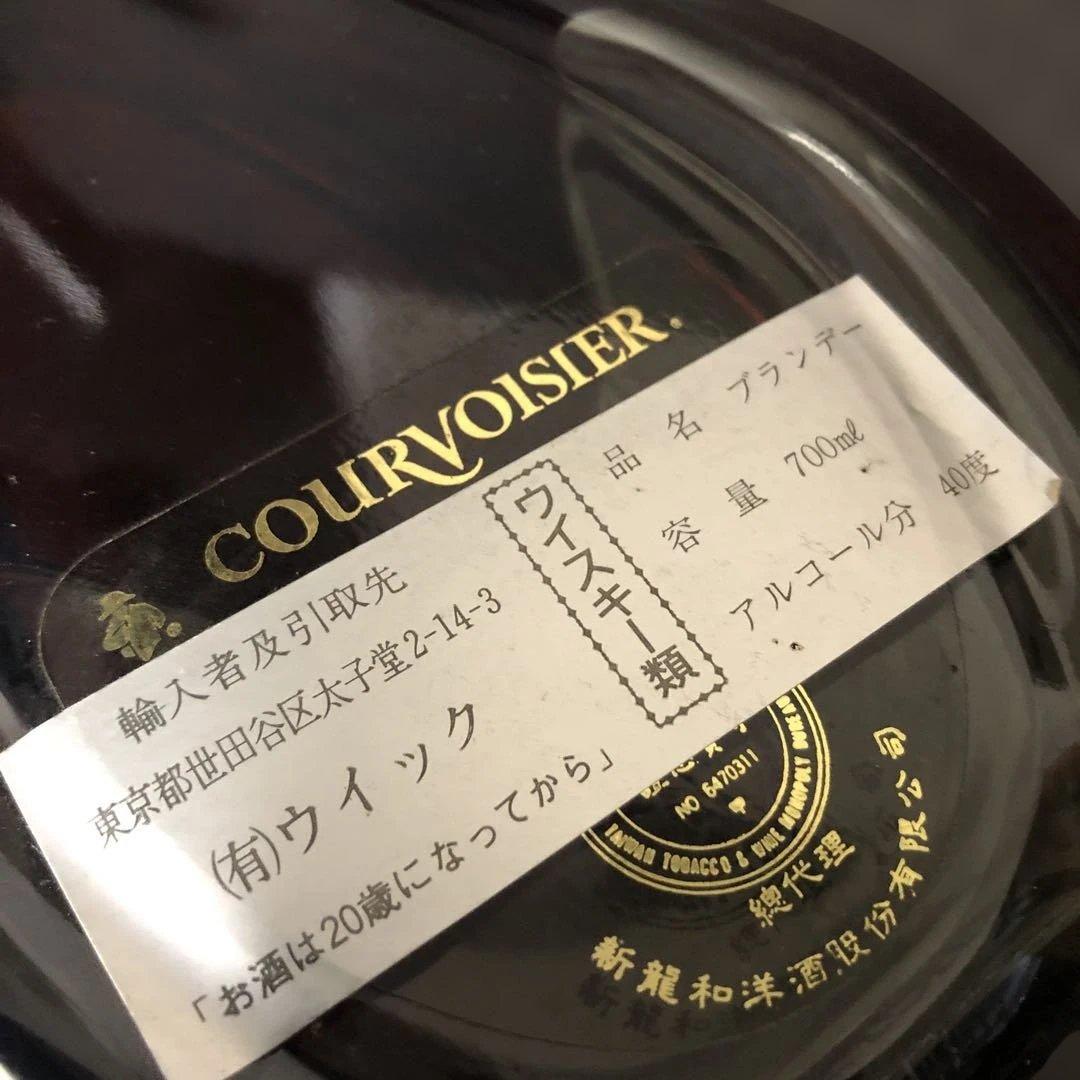 COURVOISIER.
輸入者及引取先
東京都世田谷区太子堂2-14-3
(有)ウィック
「お酒は20歳になってから」
ウイスキー類
品名 ブランデー
容量 700㎖
アルコール分 40度
NO 6470311
TAIWAN TOBACCO & WINE MONOPOLY BUREAU
總代理
新龍和洋酒股份有限公司